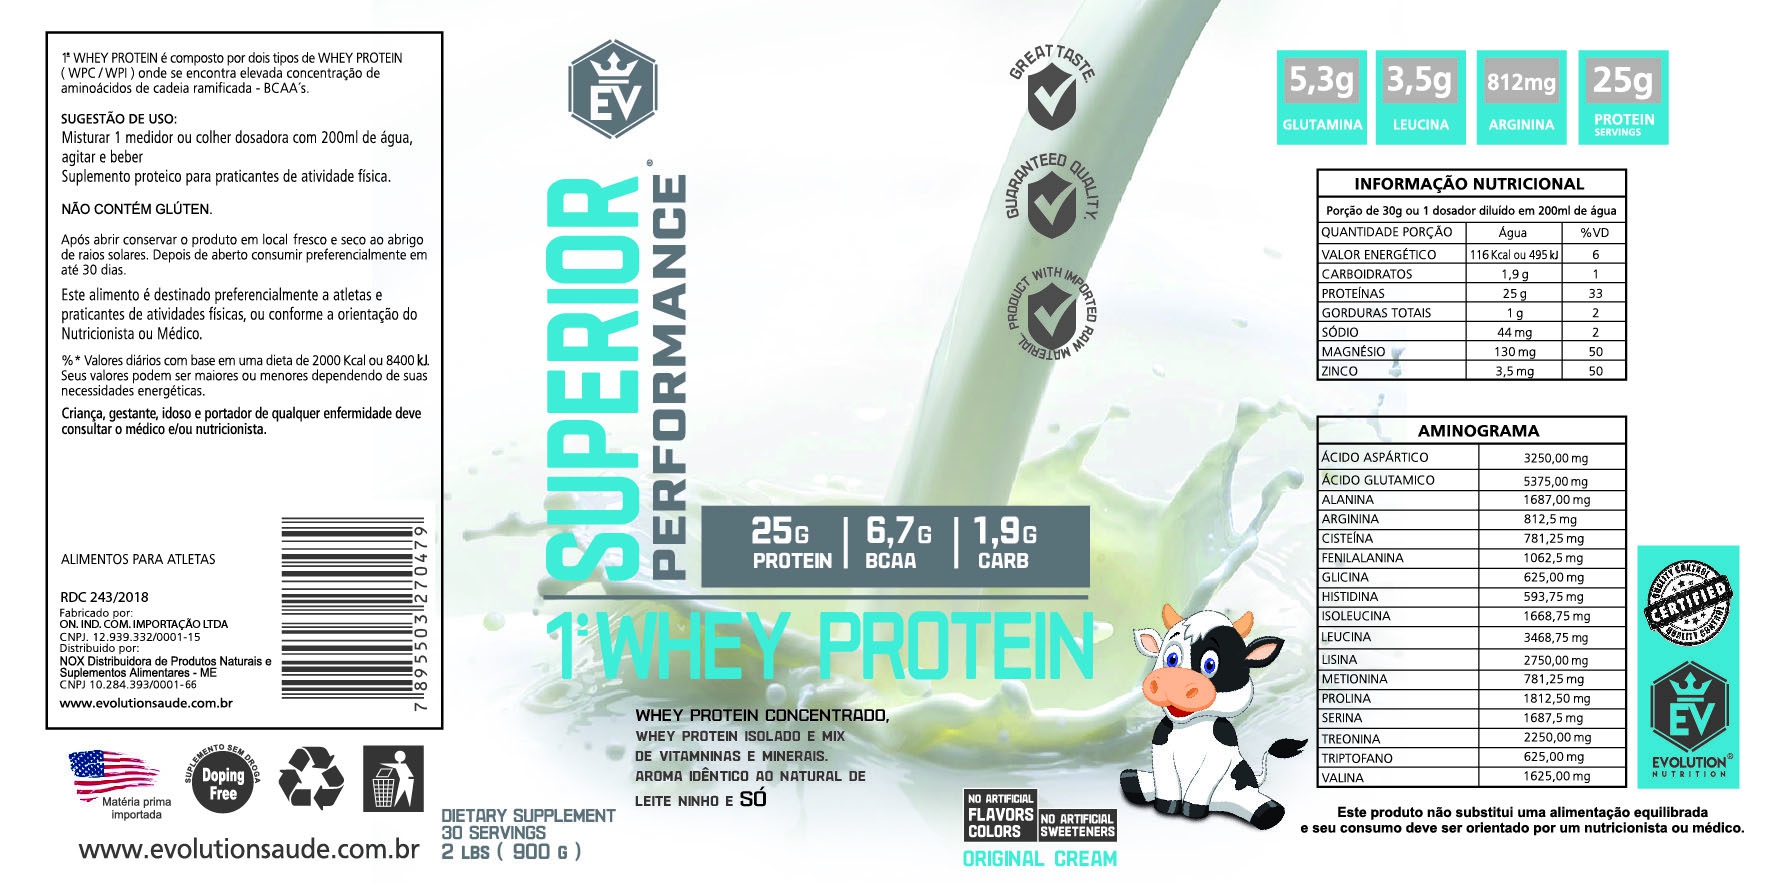 1ª WHEY PROTEIN é composto por dois tipos de WHEY PROTEIN
( WPC / WPI ) onde se encontra elevada concentração de
aminoácidos de cadeia ramificada - BCAA´s.
SUGESTÃO DE USO:
Misturar 1 medidor ou colher dosadora com 200ml de água,
agitar e beber
Suplemento proteico para praticantes de atividade física.
NÃO CONTÉM GLÚTEN.
Após abrir conservar o produto em local fresco e seco ao abrigo
de raios solares. Depois de aberto consumir preferencialmente em
até 30 dias.
Este alimento é destinado preferencialmente a atletas e
praticantes de atividades físicas, ou conforme a orientação do
Nutricionista ou Médico.
% * Valores diários com base em uma dieta de 2000 Kcal ou 8400 kJ.
Seus valores podem ser maiores ou menores dependendo de suas
necessidades energéticas.
Criança, gestante, idoso e portador de qualquer enfermidade deve
consultar o médico e/ou nutricionista.
ALIMENTOS PARA ATLETAS
RDC 243/2018
Fabricado por:
ON. IND. COM. IMPORTAÇÃO LTDA
CNPJ. 12.939.332/0001-15
Distribuido por:
NOX Distribuidora de Produtos Naturais e
Suplementos Alimentares - ME
CNPJ 10.284.393/0001-66
www.evolutionsaude.com.br
7 895503 270479
Matéria prima
importada
SUPLEMENTO SEM DROGA
Doping
Free
www.evolutionsaude.com.br
EV
SUPERIOR
PERFORMANCE®
25G
PROTEIN
6,7G
BCAA
1,9G
CARB
1ª WHEY PROTEIN
WHEY PROTEIN CONCENTRADO,
WHEY PROTEIN ISOLADO E MIX
DE VITAMNINAS E MINERAIS.
AROMA IDÊNTICO AO NATURAL DE
LEITE NINHO E SÓ
DIETARY SUPPLEMENT
30 SERVINGS
2 LBS ( 900 G )
NO ARTIFICIAL
FLAVORS
COLORS
NO ARTIFICIAL
SWEETENERS
ORIGINAL CREAM
GREAT TASTE.
GUARANTEED QUALITY.
PRODUCT WITH IMPORTED RAW MATERIAL.
5,3g
GLUTAMINA
3,5g
LEUCINA
812mg
ARGININA
25g
PROTEIN
SERVINGS
INFORMAÇÃO NUTRICIONAL
Porção de 30g ou 1 dosador diluído em 200ml de água
QUANTIDADE PORÇÃO Água %VD
VALOR ENERGÉTICO 116 Kcal ou 495 kJ 6
CARBOIDRATOS 1,9 g 1
PROTEÍNAS 25 g 33
GORDURAS TOTAIS 1 g 2
SÓDIO 44 mg 2
MAGNÉSIO 130 mg 50
ZINCO 3,5 mg 50
AMINOGRAMA
ÁCIDO ASPÁRTICO 3250,00 mg
ÁCIDO GLUTAMICO 5375,00 mg
ALANINA 1687,00 mg
ARGININA 812,5 mg
CISTEÍNA 781,25 mg
FENILALANINA 1062,5 mg
GLICINA 625,00 mg
HISTIDINA 593,75 mg
ISOLEUCINA 1668,75 mg
LEUCINA 3468,75 mg
LISINA 2750,00 mg
METIONINA 781,25 mg
PROLINA 1812,50 mg
SERINA 1687,5 mg
TREONINA 2250,00 mg
TRIPTOFANO 625,00 mg
VALINA 1625,00 mg
Este produto não substitui uma alimentação equilibrada
e seu consumo deve ser orientado por um nutricionista ou médico.
QUALITY CONTROL
CERTIFIED
QUALITY CONTROL
EV
EVOLUTION®
NUTRITION